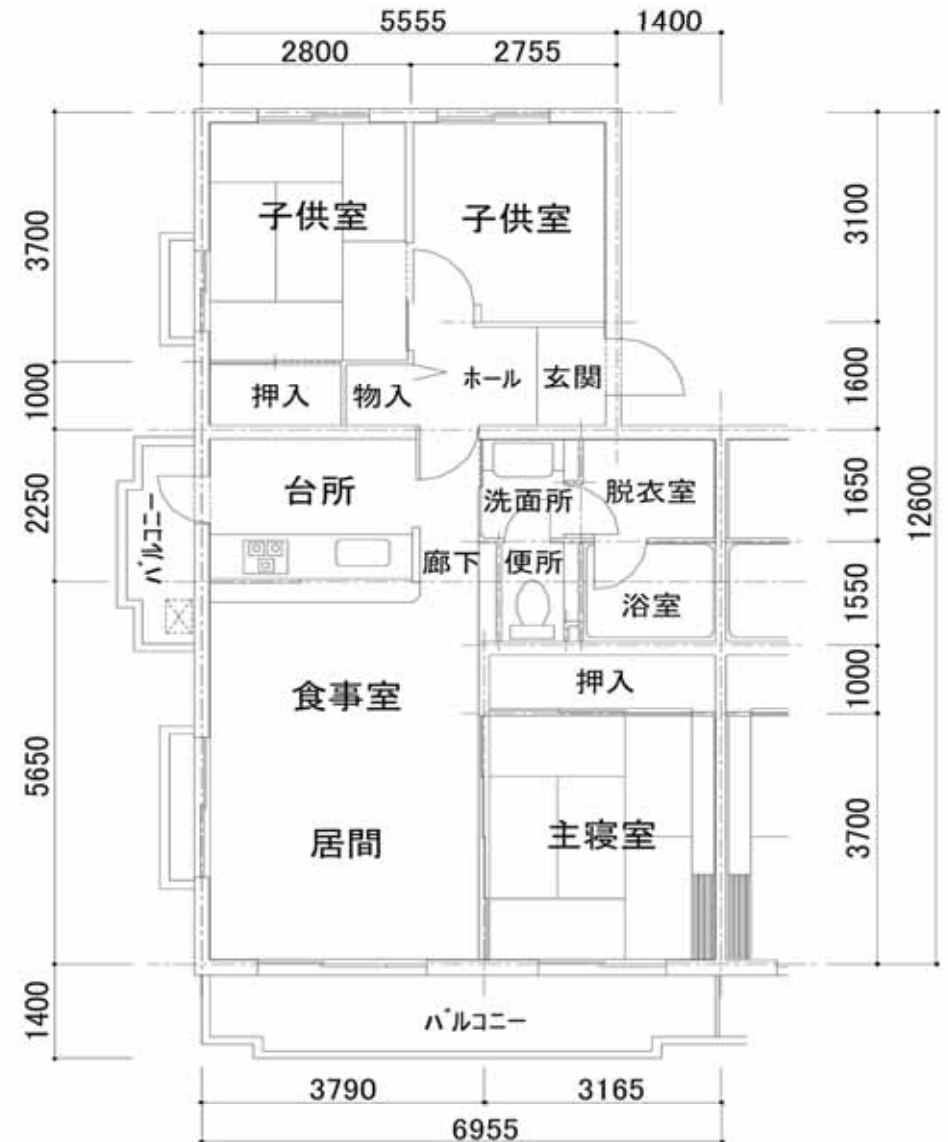 5555
1400
2800
2755
3700
1000
2250
5650
1400
3100
1600
1650
1550
1000
3700
12600
子供室
子供室
押入
物入
ホール
玄関
台所
洗面所
脱衣室
バルコニー
廊下
便所
浴室
押入
食事室
居間
主寝室
バルコニー
3790
3165
6955